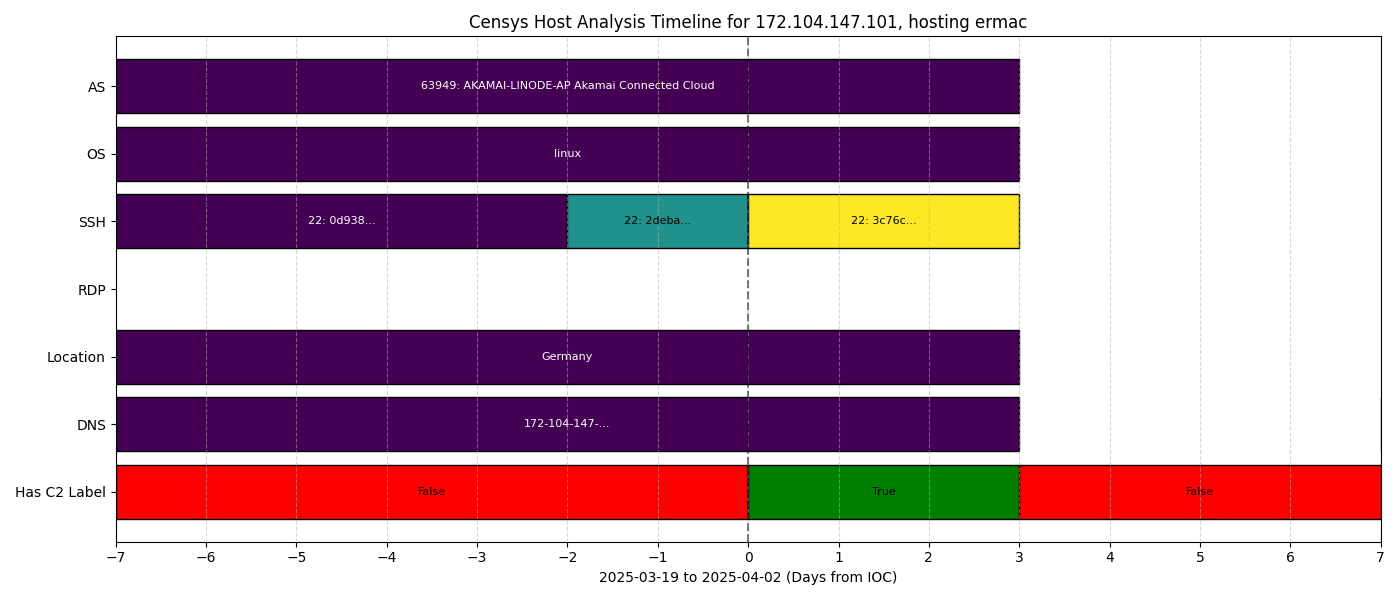 Censys Host Analysis Timeline for 172.104.147.101, hosting ermac
AS
63949: AKAMAI-LINODE-AP Akamai Connected Cloud
OS
linux
SSH
22: 0d938...
22: 2deba...
22: 3c76c...
RDP
Location
Germany
DNS
172-104-147-...
Has C2 Label
False
True
False
−7 −6 −5 −4 −3 −2 −1 0 1 2 3 4 5 6 7
2025-03-19 to 2025-04-02 (Days from IOC)